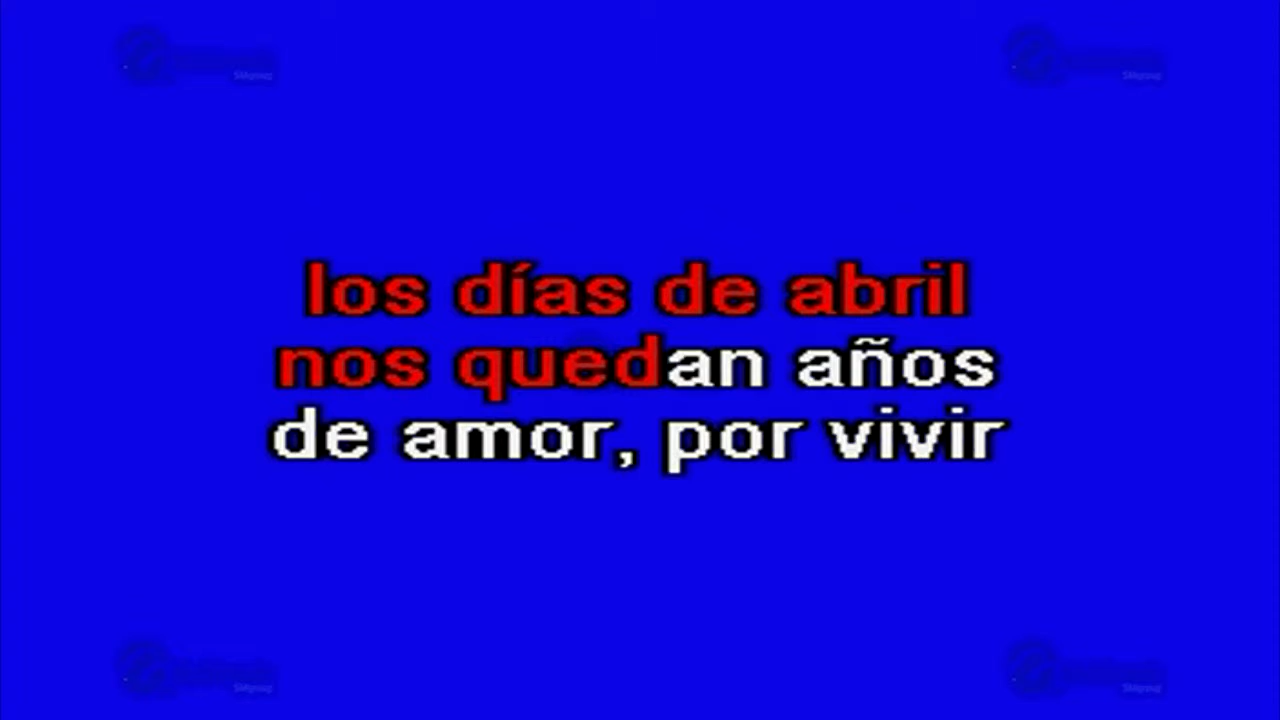 los días de abril
nos quedan años
de amor, por vivir